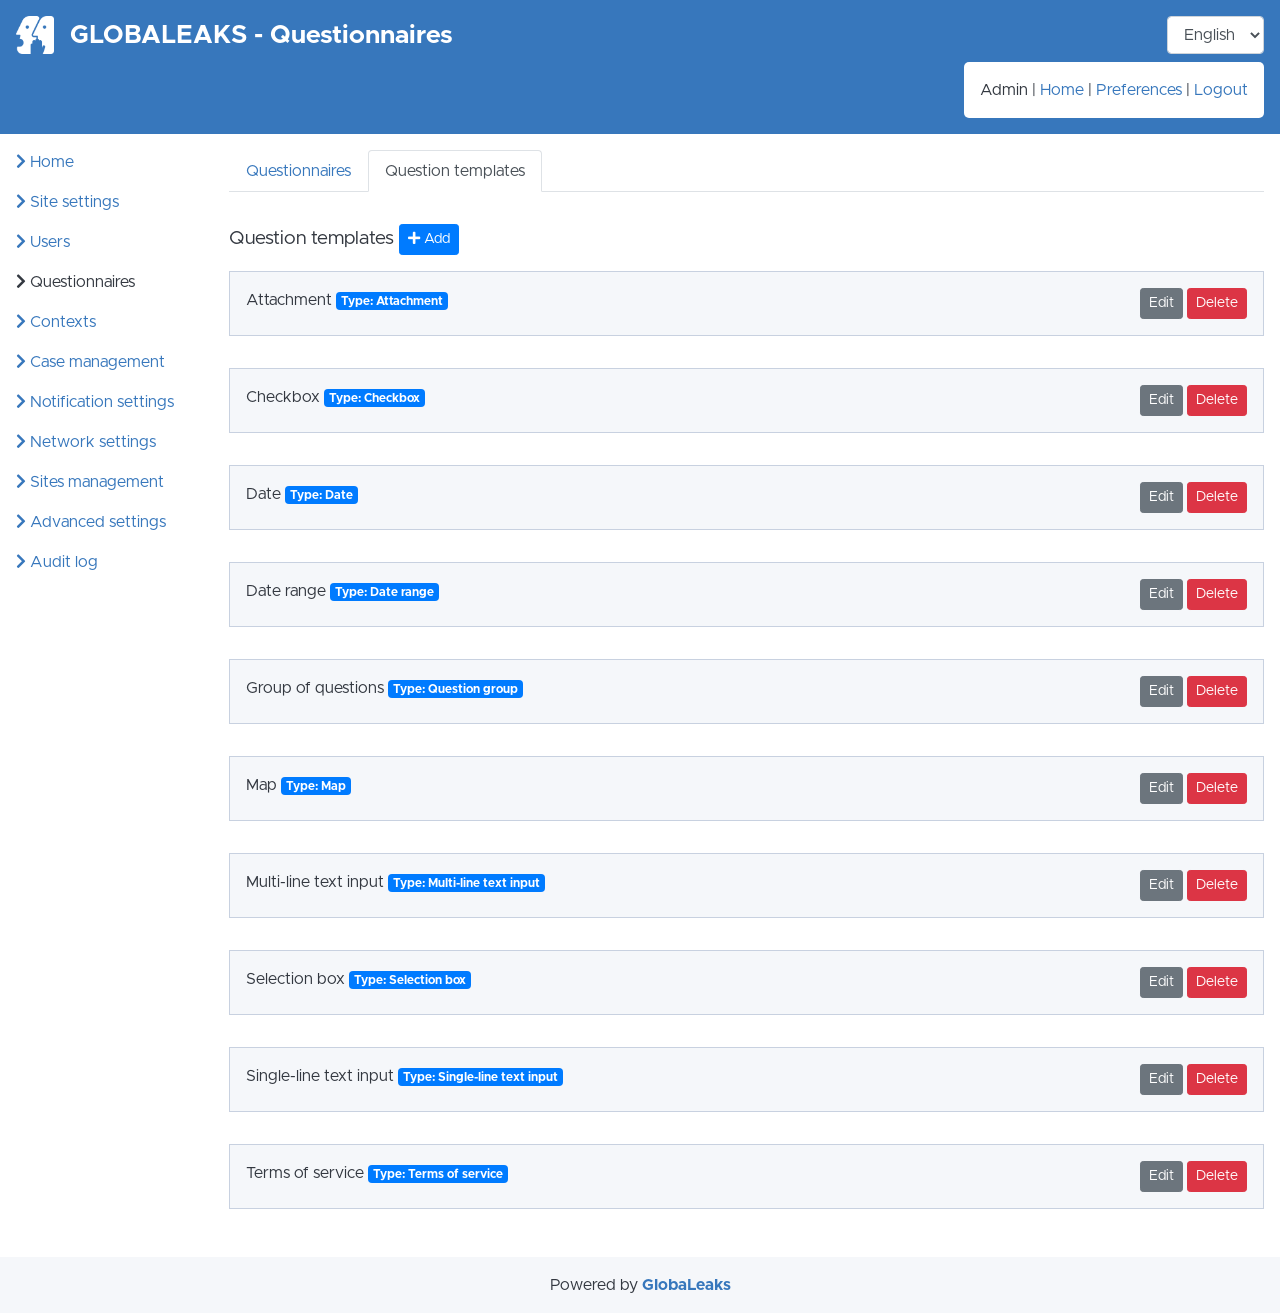 GLOBALEAKS - Questionnaires
English
Admin | Home | Preferences | Logout
Home
Site settings
Users
Questionnaires
Contexts
Case management
Notification settings
Network settings
Sites management
Advanced settings
Audit log
Questionnaires Question templates
Question templates Add
Attachment Type: Attachment Edit Delete
Checkbox Type: Checkbox Edit Delete
Date Type: Date Edit Delete
Date range Type: Date range Edit Delete
Group of questions Type: Question group Edit Delete
Map Type: Map Edit Delete
Multi-line text input Type: Multi-line text input Edit Delete
Selection box Type: Selection box Edit Delete
Single-line text input Type: Single-line text input Edit Delete
Terms of service Type: Terms of service Edit Delete
Powered by GlobaLeaks